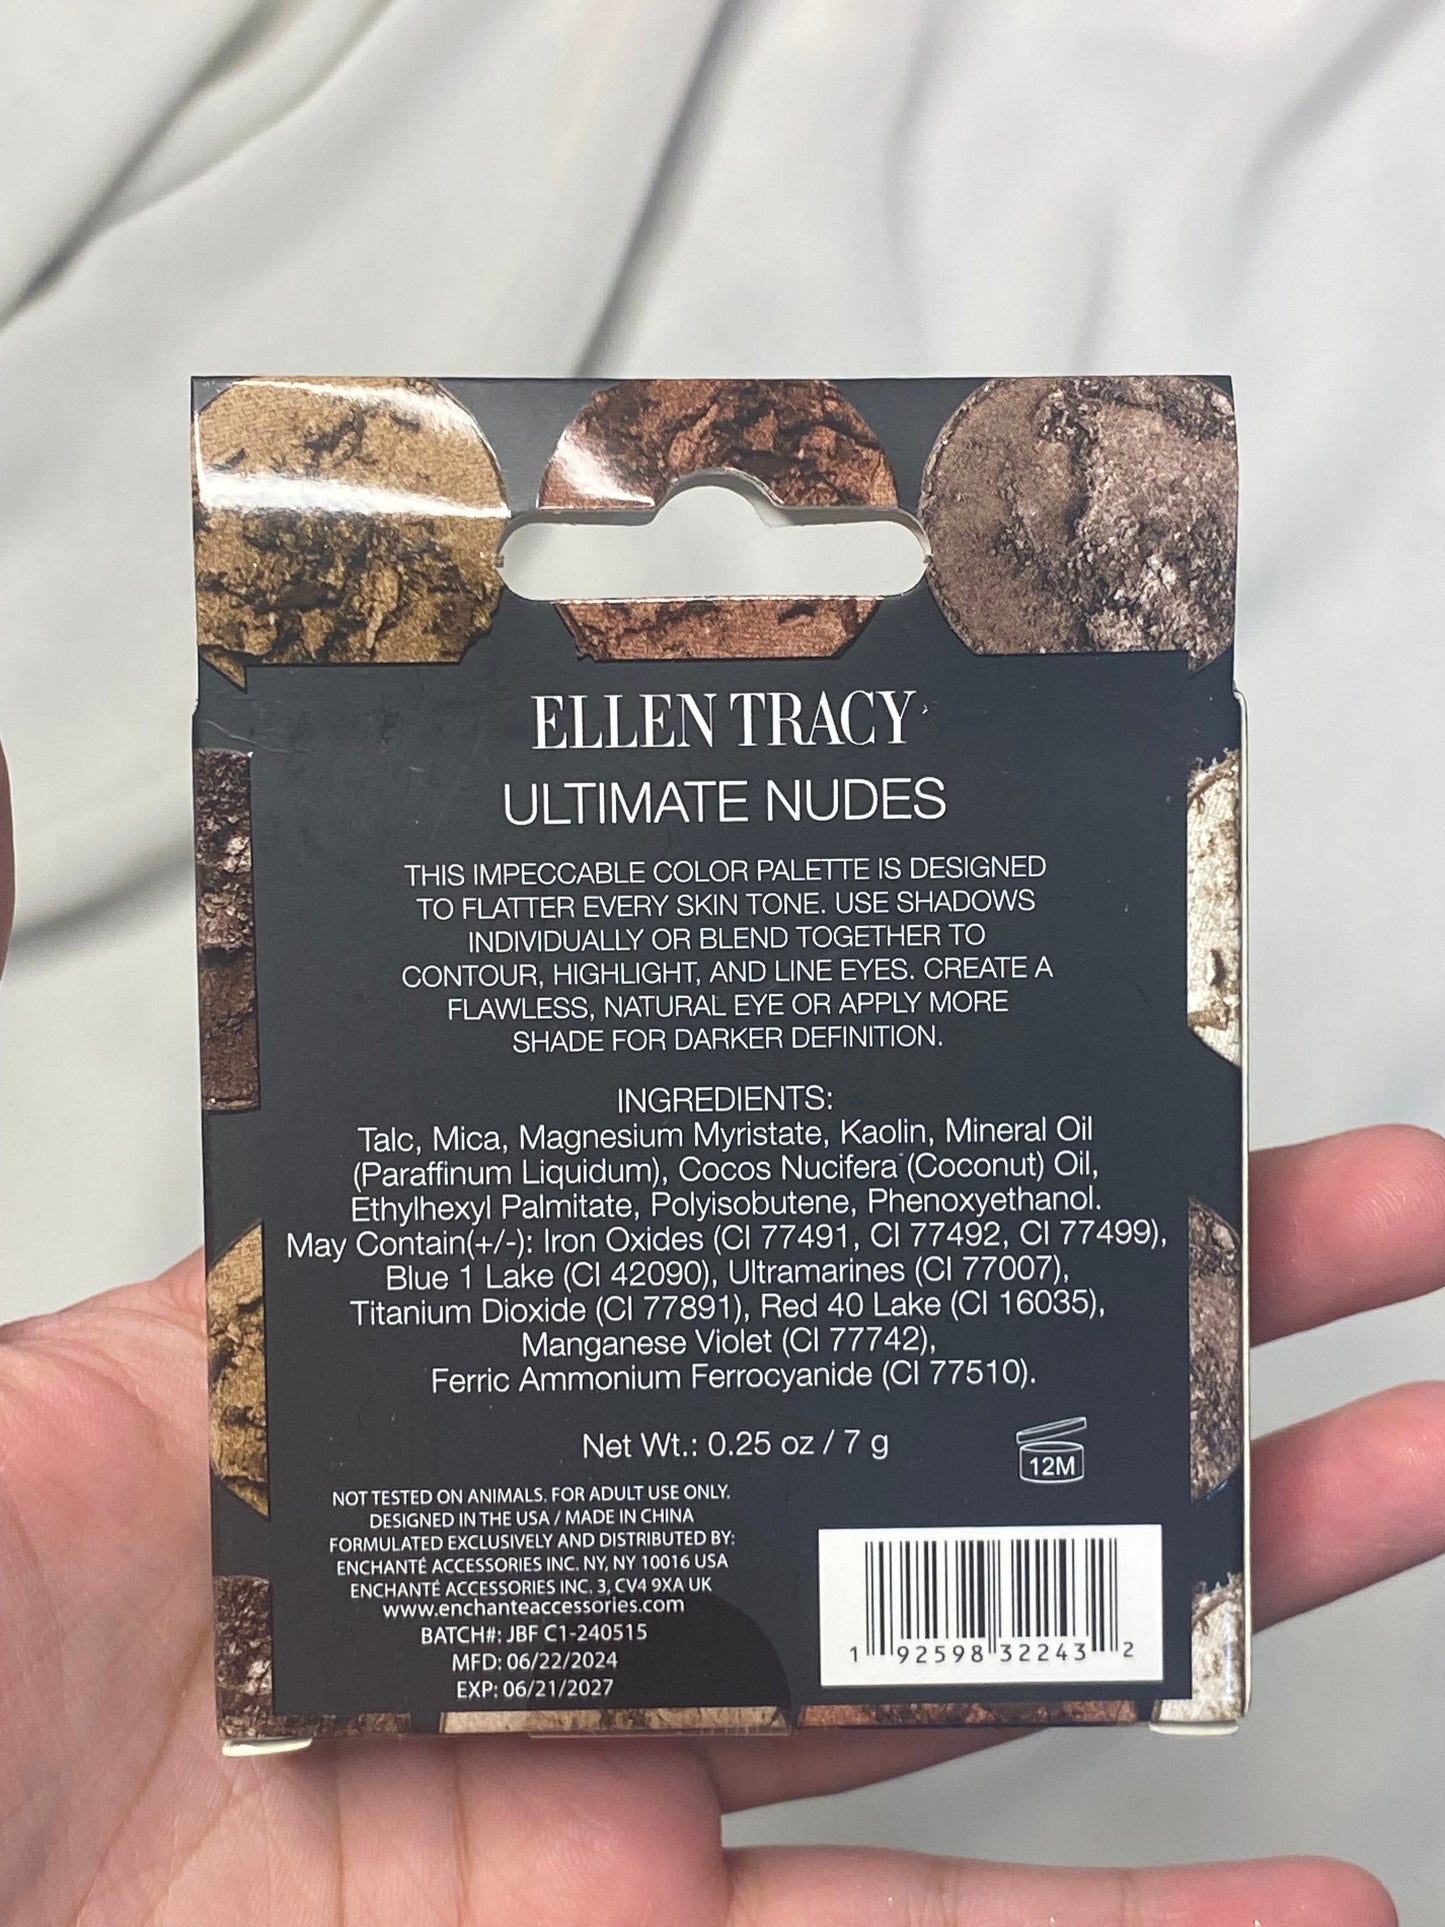 ELLEN TRACY
ULTIMATE NUDES
THIS IMPECCABLE COLOR PALETTE IS DESIGNED
TO FLATTER EVERY SKIN TONE. USE SHADOWS
INDIVIDUALLY OR BLEND TOGETHER TO
CONTOUR, HIGHLIGHT, AND LINE EYES. CREATE A
FLAWLESS, NATURAL EYE OR APPLY MORE
SHADE FOR DARKER DEFINITION.
INGREDIENTS:
Talc, Mica, Magnesium Myristate, Kaolin, Mineral Oil
(Paraffinum Liquidum), Cocos Nucifera (Coconut) Oil,
Ethylhexyl Palmitate, Polyisobutene, Phenoxyethanol.
May Contain(+/-): Iron Oxides (CI 77491, CI 77492, CI 77499),
Blue 1 Lake (CI 42090), Ultramarines (CI 77007),
Titanium Dioxide (CI 77891), Red 40 Lake (CI 16035),
Manganese Violet (CI 77742),
Ferric Ammonium Ferrocyanide (CI 77510).
Net Wt.: 0.25 oz / 7 g
12M
NOT TESTED ON ANIMALS. FOR ADULT USE ONLY.
DESIGNED IN THE USA / MADE IN CHINA
FORMULATED EXCLUSIVELY AND DISTRIBUTED BY:
ENCHANTÉ ACCESSORIES INC. NY, NY 10016 USA
ENCHANTÉ ACCESSORIES INC. 3, CV4 9XA UK
www.enchanteaccessories.com
BATCH#: JBF C1-240515
MFD: 06/22/2024
EXP: 06/21/2027
1 92598 32243 2